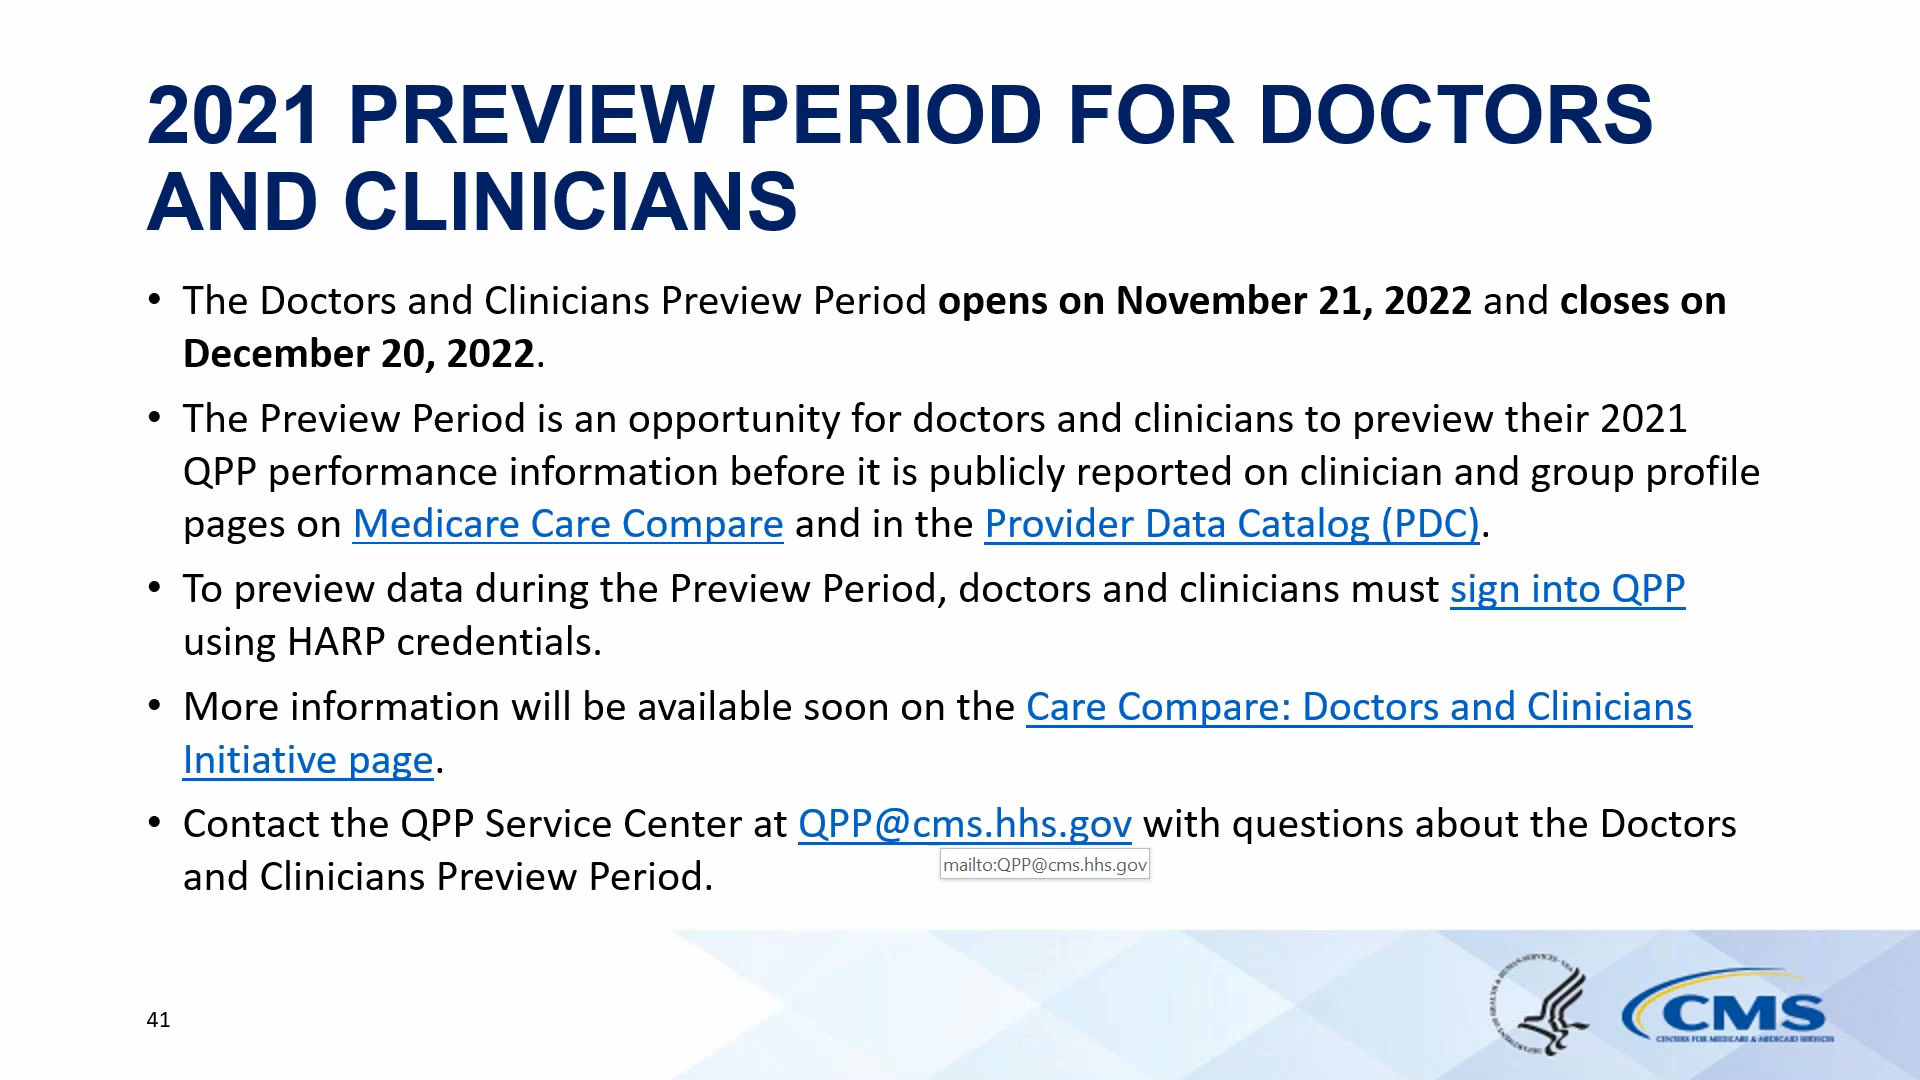 2021 PREVIEW PERIOD FOR DOCTORS
AND CLINICIANS
• The Doctors and Clinicians Preview Period opens on November 21, 2022 and closes on
December 20, 2022.
• The Preview Period is an opportunity for doctors and clinicians to preview their 2021
QPP performance information before it is publicly reported on clinician and group profile
pages on Medicare Care Compare and in the Provider Data Catalog (PDC).
• To preview data during the Preview Period, doctors and clinicians must sign into QPP
using HARP credentials.
• More information will be available soon on the Care Compare: Doctors and Clinicians
Initiative page.
• Contact the QPP Service Center at QPP@cms.hhs.gov with questions about the Doctors
mailto:QPP@cms.hhs.gov
and Clinicians Preview Period.
41
CMS
CENTERS FOR MEDICARE & MEDICAID SERVICES